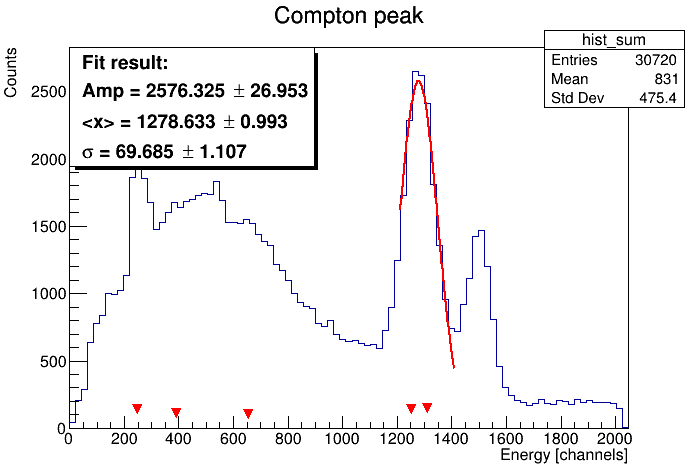 Compton peak
hist_sum
Entries 30720
Mean 831
Std Dev 475.4
Fit result:
Amp = 2576.325 ± 26.953
<x> = 1278.633 ± 0.993
σ = 69.685 ± 1.107
Counts
2500
2000
1500
1000
500
0
0 200 400 600 800 1000 1200 1400 1600 1800 2000
Energy [channels]